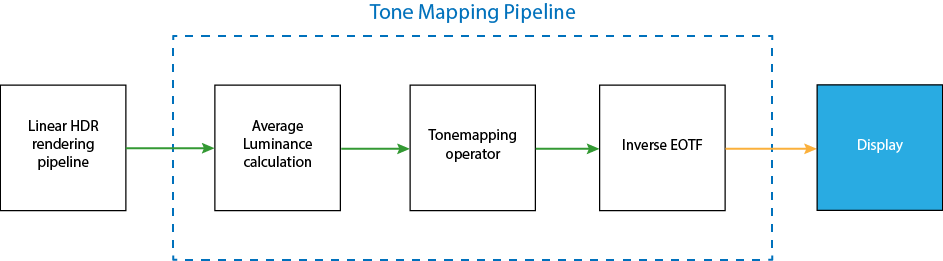 Tone Mapping Pipeline
Linear HDR
rendering
pipeline
Average
Luminance
calculation
Tonemapping
operator
Inverse EOTF
Display